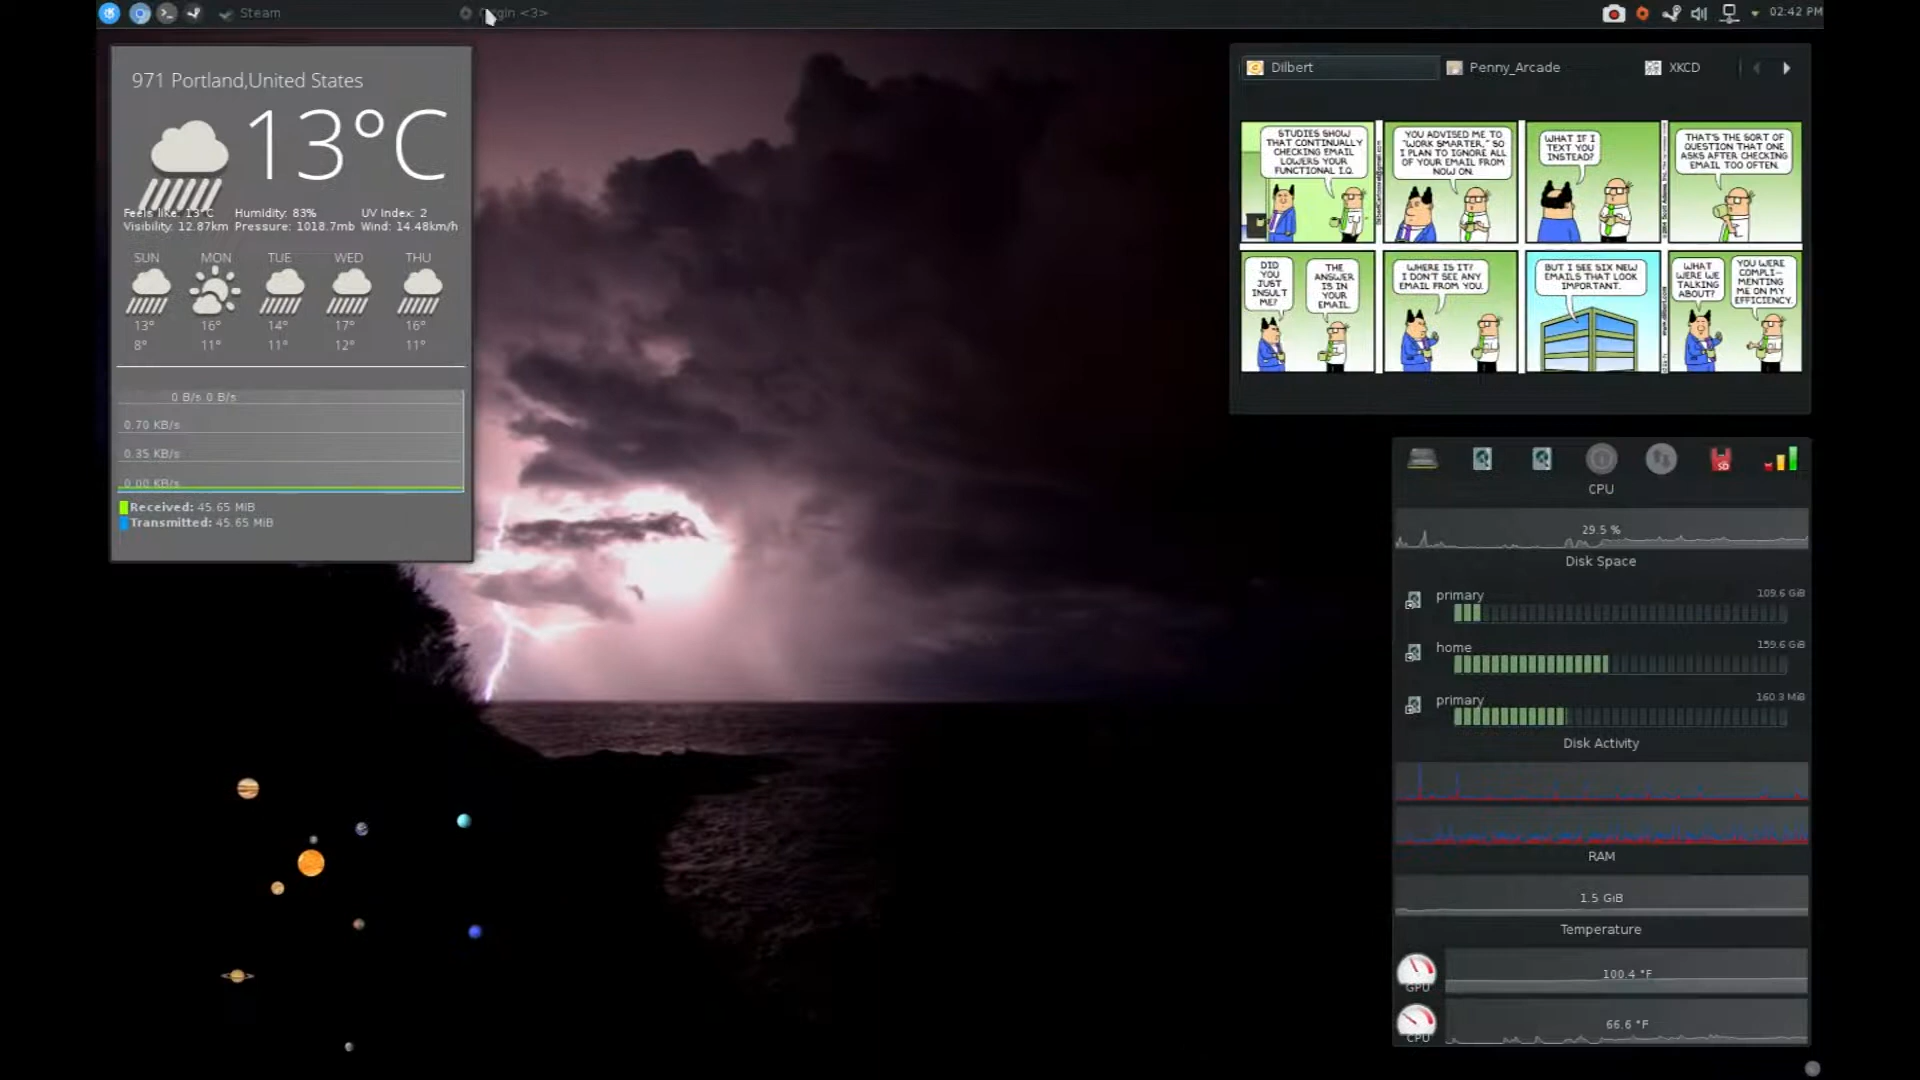 Steam
Origin <3>
02:42 PM
971 Portland,United States
13°C
Feels like: 13°C Humidity: 83% UV Index: 2
Visibility: 12.87km Pressure: 1018.7mb Wind: 14.48km/h
SUN MON TUE WED THU
13° 16° 14° 17° 16°
8° 11° 11° 12° 11°
0 B/s 0 B/s
0.70 KB/s
0.35 KB/s
0.00 KB/s
Received: 45.65 MiB
Transmitted: 45.65 MiB
Dilbert
Penny_Arcade
XKCD
STUDIES SHOW
THAT CONTINUALLY
CHECKING EMAIL
LOWERS YOUR
FUNCTIONAL I.Q.
YOU ADVISED ME TO
"WORK SMARTER," SO
I PLAN TO IGNORE ALL
OF YOUR EMAIL FROM
NOW ON.
WHAT IF I
TEXT YOU
INSTEAD?
THAT'S THE SORT OF
QUESTION THAT ONE
ASKS AFTER CHECKING
EMAIL TOO OFTEN.
DID
YOU
JUST
INSULT
ME?
THE
ANSWER
IS IN
YOUR
EMAIL.
WHERE IS IT?
I DON'T SEE ANY
EMAIL FROM YOU.
BUT I SEE SIX NEW
EMAILS THAT LOOK
IMPORTANT.
WHAT
WERE WE
TALKING
ABOUT?
YOU WERE
COMPLI-
MENTING
ME ON MY
EFFICIENCY.
SD
CPU
29.5 %
Disk Space
primary 109.6 GiB
home 159.6 GiB
primary 160.3 MiB
Disk Activity
RAM
1.5 GiB
Temperature
100.4 °F
GPU
66.6 °F
CPU